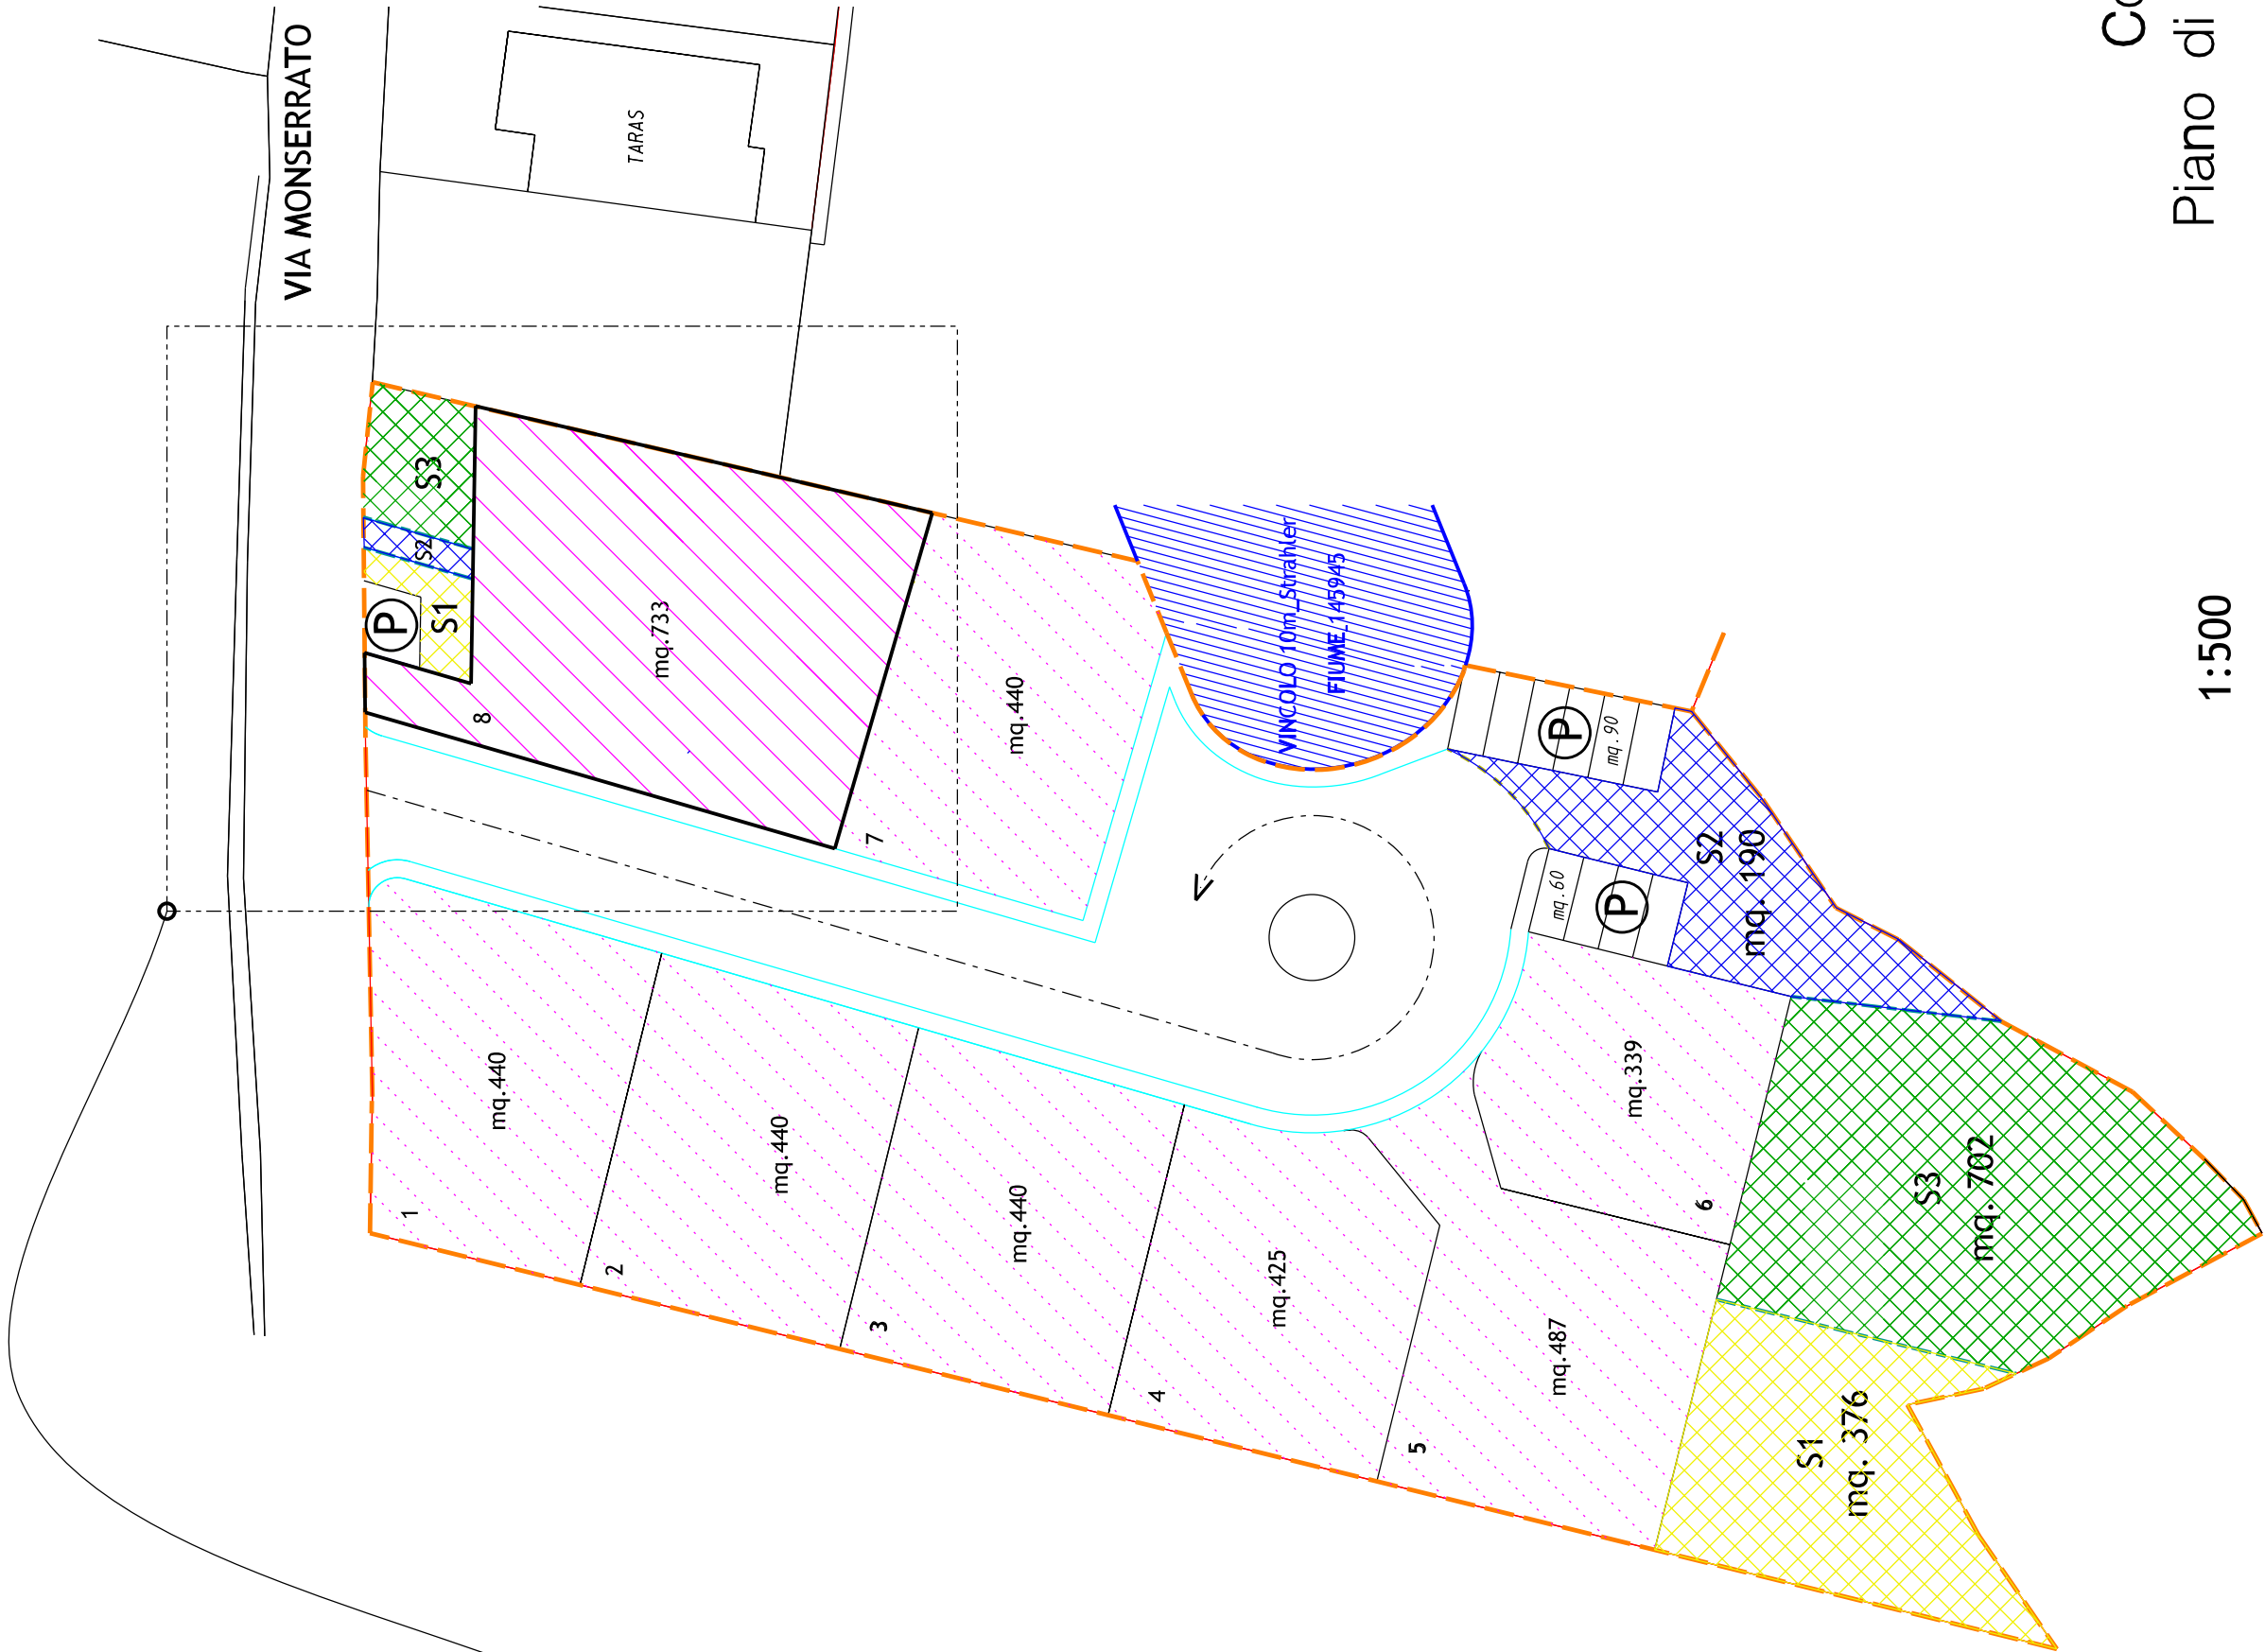 VIA MONSERRATO
TARAS
S3
S2
S1
P
8
mq.733
7
mq.440
VINCOLO 10m_Strahler
FIUME_145945
P
mq.90
mq.60
P
S2
mq. 190
1
mq.440
2
mq.440
3
mq.440
4
mq.425
5
mq.487
6
mq.339
S3
mq. 702
S1
mq. 376
Piano di
1:500